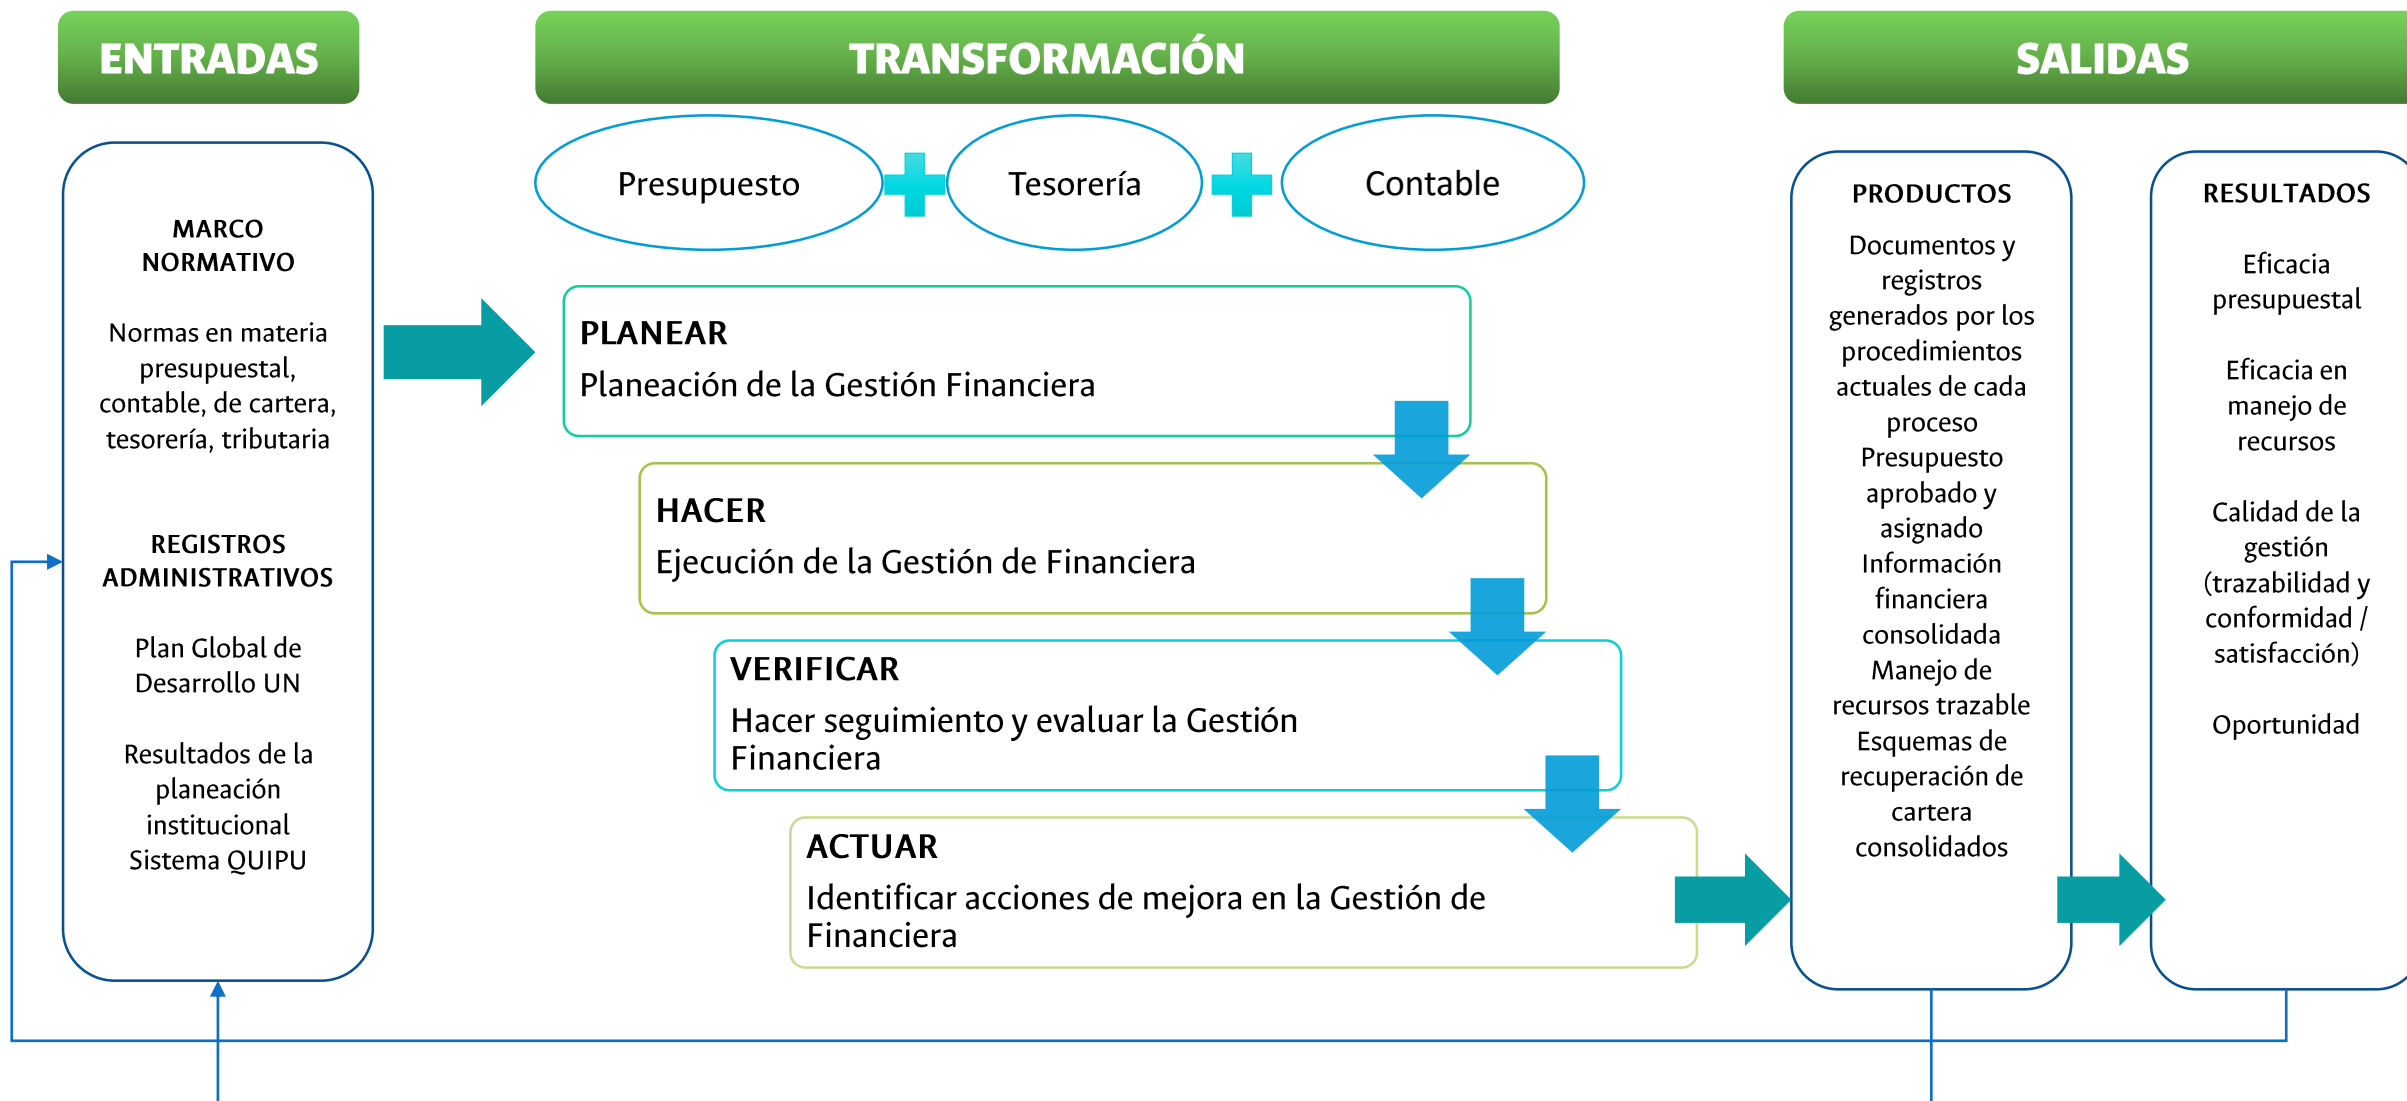 ENTRADAS
TRANSFORMACIÓN
SALIDAS
MARCO
NORMATIVO
Normas en materia
presupuestal,
contable, de cartera,
tesorería, tributaria
REGISTROS
ADMINISTRATIVOS
Plan Global de
Desarrollo UN
Resultados de la
planeación
institucional
Sistema QUIPU
Presupuesto
Tesorería
Contable
PLANEAR
Planeación de la Gestión Financiera
HACER
Ejecución de la Gestión de Financiera
VERIFICAR
Hacer seguimiento y evaluar la Gestión
Financiera
ACTUAR
Identificar acciones de mejora en la Gestión de
Financiera
PRODUCTOS
Documentos y
registros
generados por los
procedimientos
actuales de cada
proceso
Presupuesto
aprobado y
asignado
Información
financiera
consolidada
Manejo de
recursos trazable
Esquemas de
recuperación de
cartera
consolidados
RESULTADOS
Eficacia
presupuestal
Eficacia en
manejo de
recursos
Calidad de la
gestión
(trazabilidad y
conformidad /
satisfacción)
Oportunidad